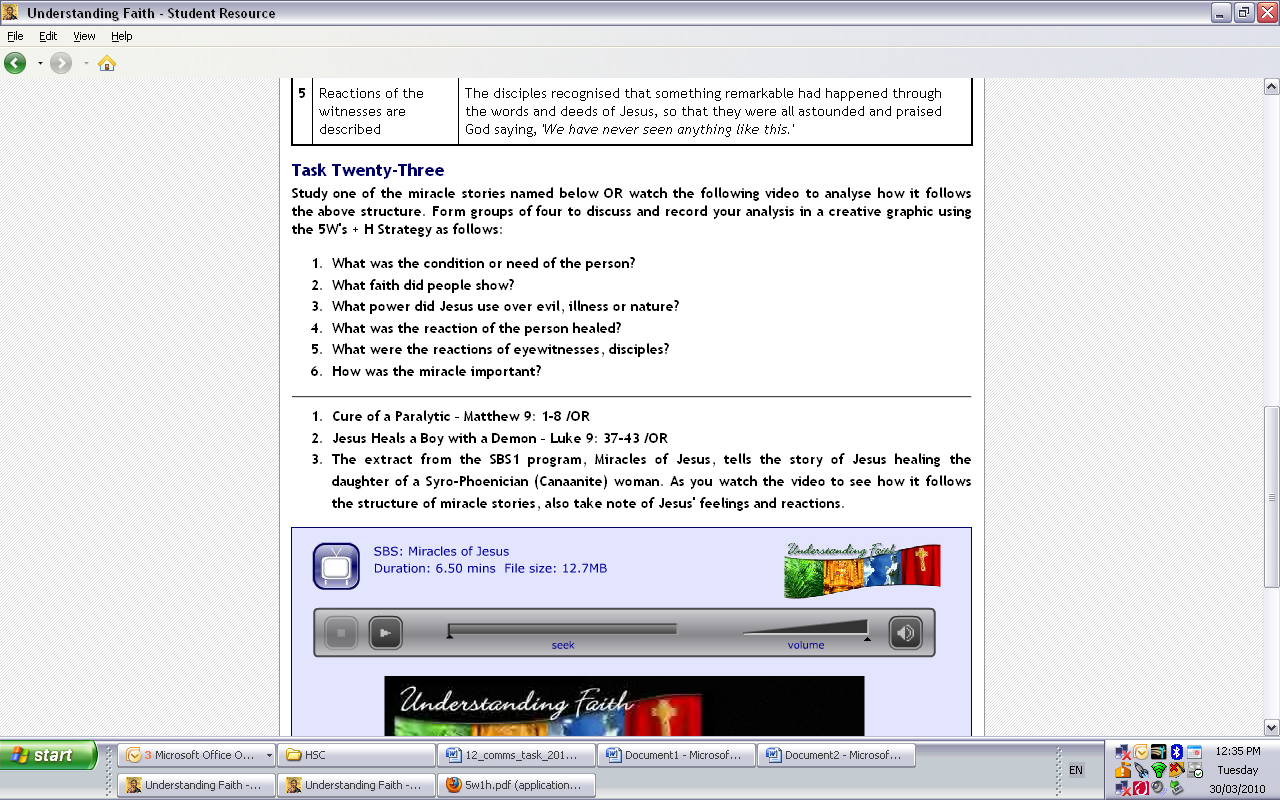 Understanding Faith - Student Resource
File Edit View Help
5 Reactions of the witnesses are described
The disciples recognised that something remarkable had happened through
the words and deeds of Jesus, so that they were all astounded and praised
God saying, 'We have never seen anything like this.'
Task Twenty-Three
Study one of the miracle stories named below OR watch the following video to analyse how it follows
the above structure. Form groups of four to discuss and record your analysis in a creative graphic using
the 5W's + H Strategy as follows:
1. What was the condition or need of the person?
2. What faith did people show?
3. What power did Jesus use over evil, illness or nature?
4. What was the reaction of the person healed?
5. What were the reactions of eyewitnesses, disciples?
6. How was the miracle important?
1. Cure of a Paralytic - Matthew 9: 1-8 /OR
2. Jesus Heals a Boy with a Demon - Luke 9: 37-43 /OR
3. The extract from the SBS1 program, Miracles of Jesus, tells the story of Jesus healing the
daughter of a Syro-Phoenician (Canaanite) woman. As you watch the video to see how it follows
the structure of miracle stories, also take note of Jesus' feelings and reactions.
SBS: Miracles of Jesus
Duration: 6.50 mins File size: 12.7MB
Understanding Faith
seek
volume
Understanding Faith
start
3 Microsoft Office O...
HSC
12_comms_task_201...
Document1 - Microsof...
Document2 - Microsof...
Understanding Faith -...
Understanding Faith -...
5w1h.pdf (application...
EN
12:35 PM
Tuesday
30/03/2010